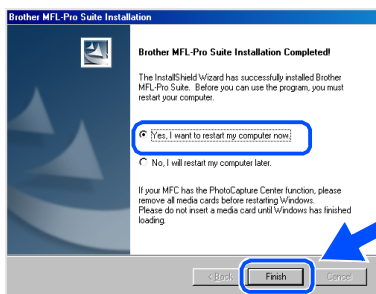 Brother MFL-Pro Suite Installation
Brother MFL-Pro Suite Installation Completed!
The InstallShield Wizard has successfully installed Brother
MFL-Pro Suite. Before you can use the program, you must
restart your computer.
Yes, I want to restart my computer now.
No, I will restart my computer later.
If your MFC has the PhotoCapture Center function, please
remove all media cards before restarting Windows.
Please do not insert a media card until Windows has finished
loading.
< Back Finish Cancel